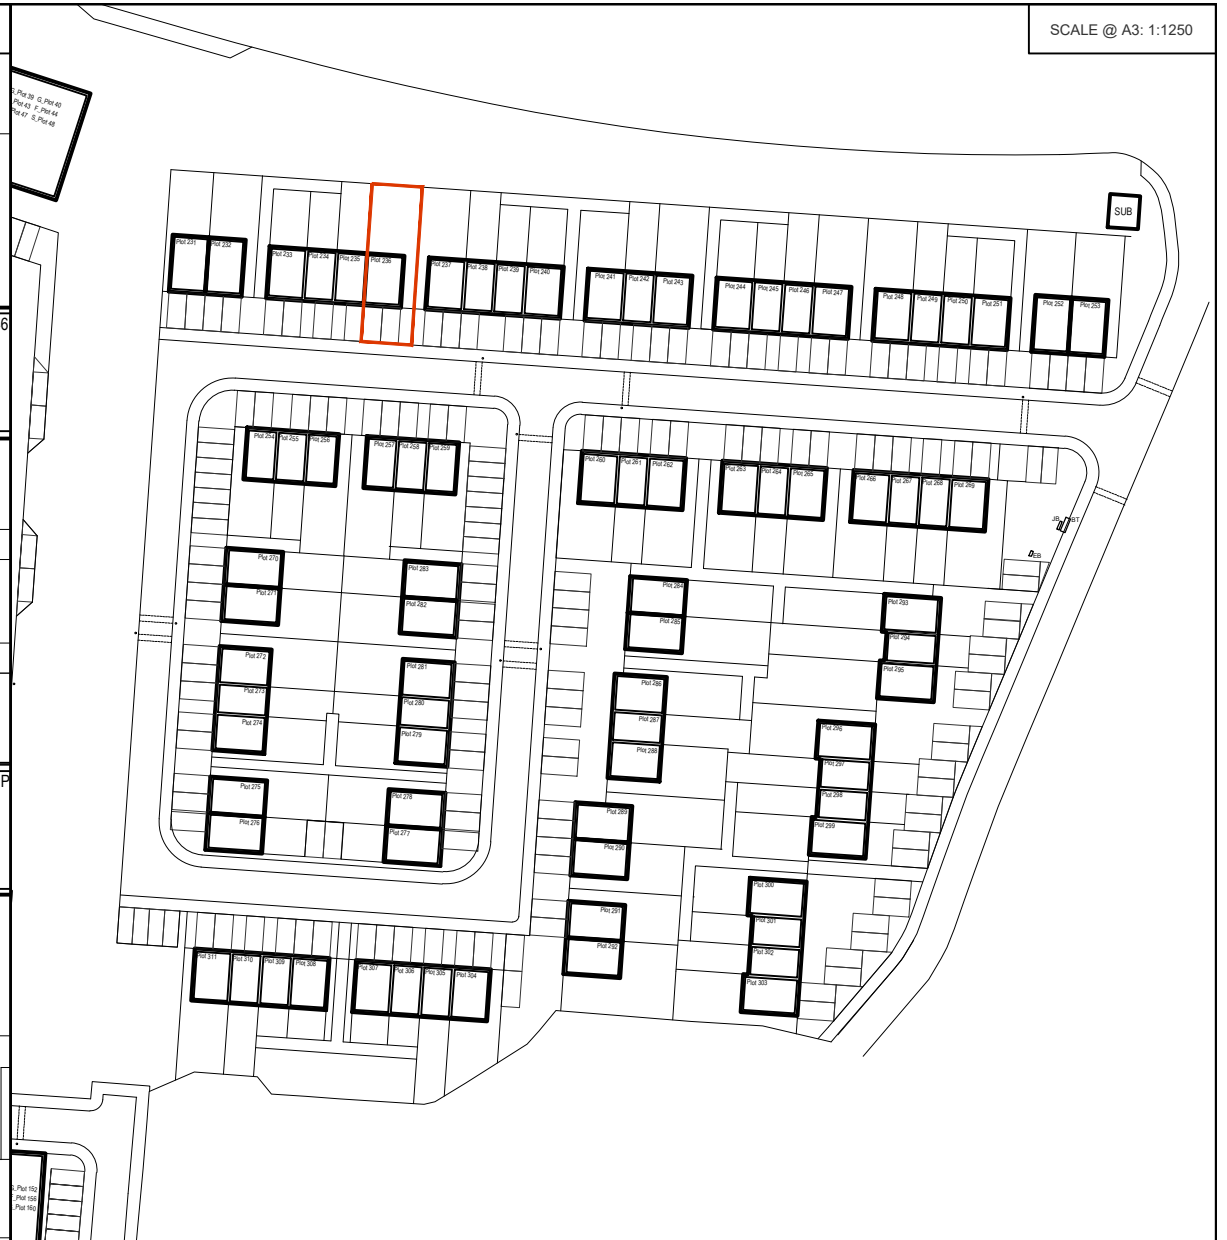 SCALE @ A3: 1:1250
G_Plot 39 G_Plot 40
Plot 43 F_Plot 44
Plot 47 S_Plot 48
SUB
Plot 231
Plot 232
Plot 233
Plot 234
Plot 235
Plot 236
Plot 237
Plot 238
Plot 239
Plot 240
Plot 241
Plot 242
Plot 243
Plot 244
Plot 245
Plot 246
Plot 247
Plot 248
Plot 249
Plot 250
Plot 251
Plot 252
Plot 253
6
Plot 254
Plot 255
Plot 256
Plot 257
Plot 258
Plot 259
Plot 260
Plot 261
Plot 262
Plot 263
Plot 264
Plot 265
Plot 266
Plot 267
Plot 268
Plot 269
JB
BT
EB
Plot 270
Plot 271
Plot 283
Plot 282
Plot 284
Plot 285
Plot 293
Plot 294
Plot 295
Plot 272
Plot 273
Plot 274
Plot 281
Plot 280
Plot 279
Plot 286
Plot 287
Plot 288
Plot 296
Plot 297
Plot 298
Plot 299
P
Plot 275
Plot 276
Plot 278
Plot 277
Plot 289
Plot 290
Plot 291
Plot 292
Plot 300
Plot 301
Plot 302
Plot 303
Plot 311
Plot 310
Plot 309
Plot 308
Plot 307
Plot 306
Plot 305
Plot 304
G_Plot 152
F_Plot 156
Plot 160